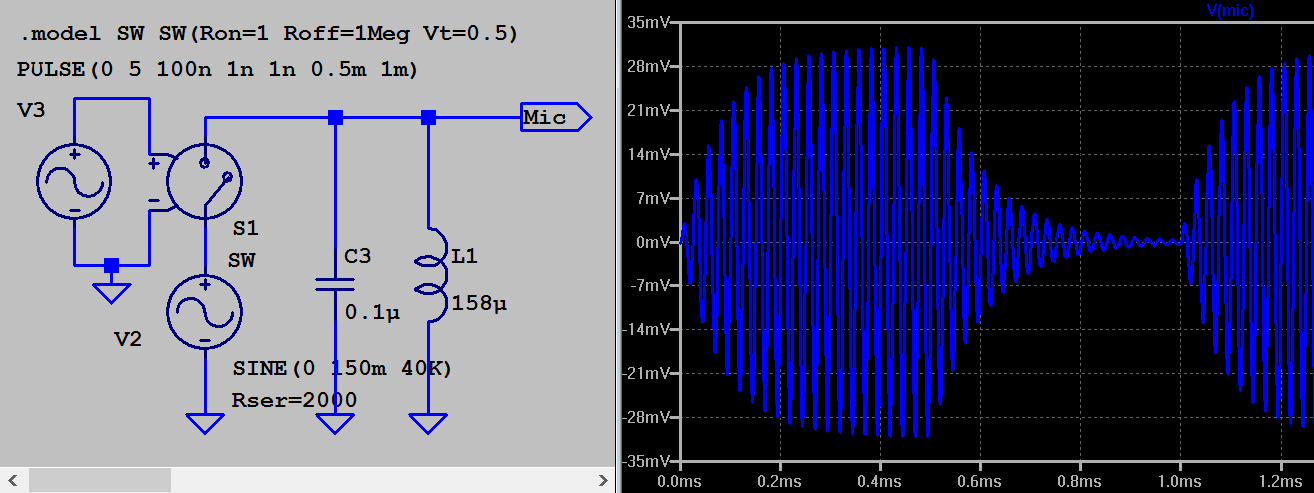 .model SW SW(Ron=1 Roff=1Meg Vt=0.5)
PULSE(0 5 100n 1n 1n 0.5m 1m)
V3
Mic
S1
SW
C3
0.1µ
L1
158µ
V2
SINE(0 150m 40K)
Rser=2000
V(mic)
35mV
28mV
21mV
14mV
7mV
0mV
-7mV
-14mV
-21mV
-28mV
-35mV
0.0ms 0.2ms 0.4ms 0.6ms 0.8ms 1.0ms 1.2ms